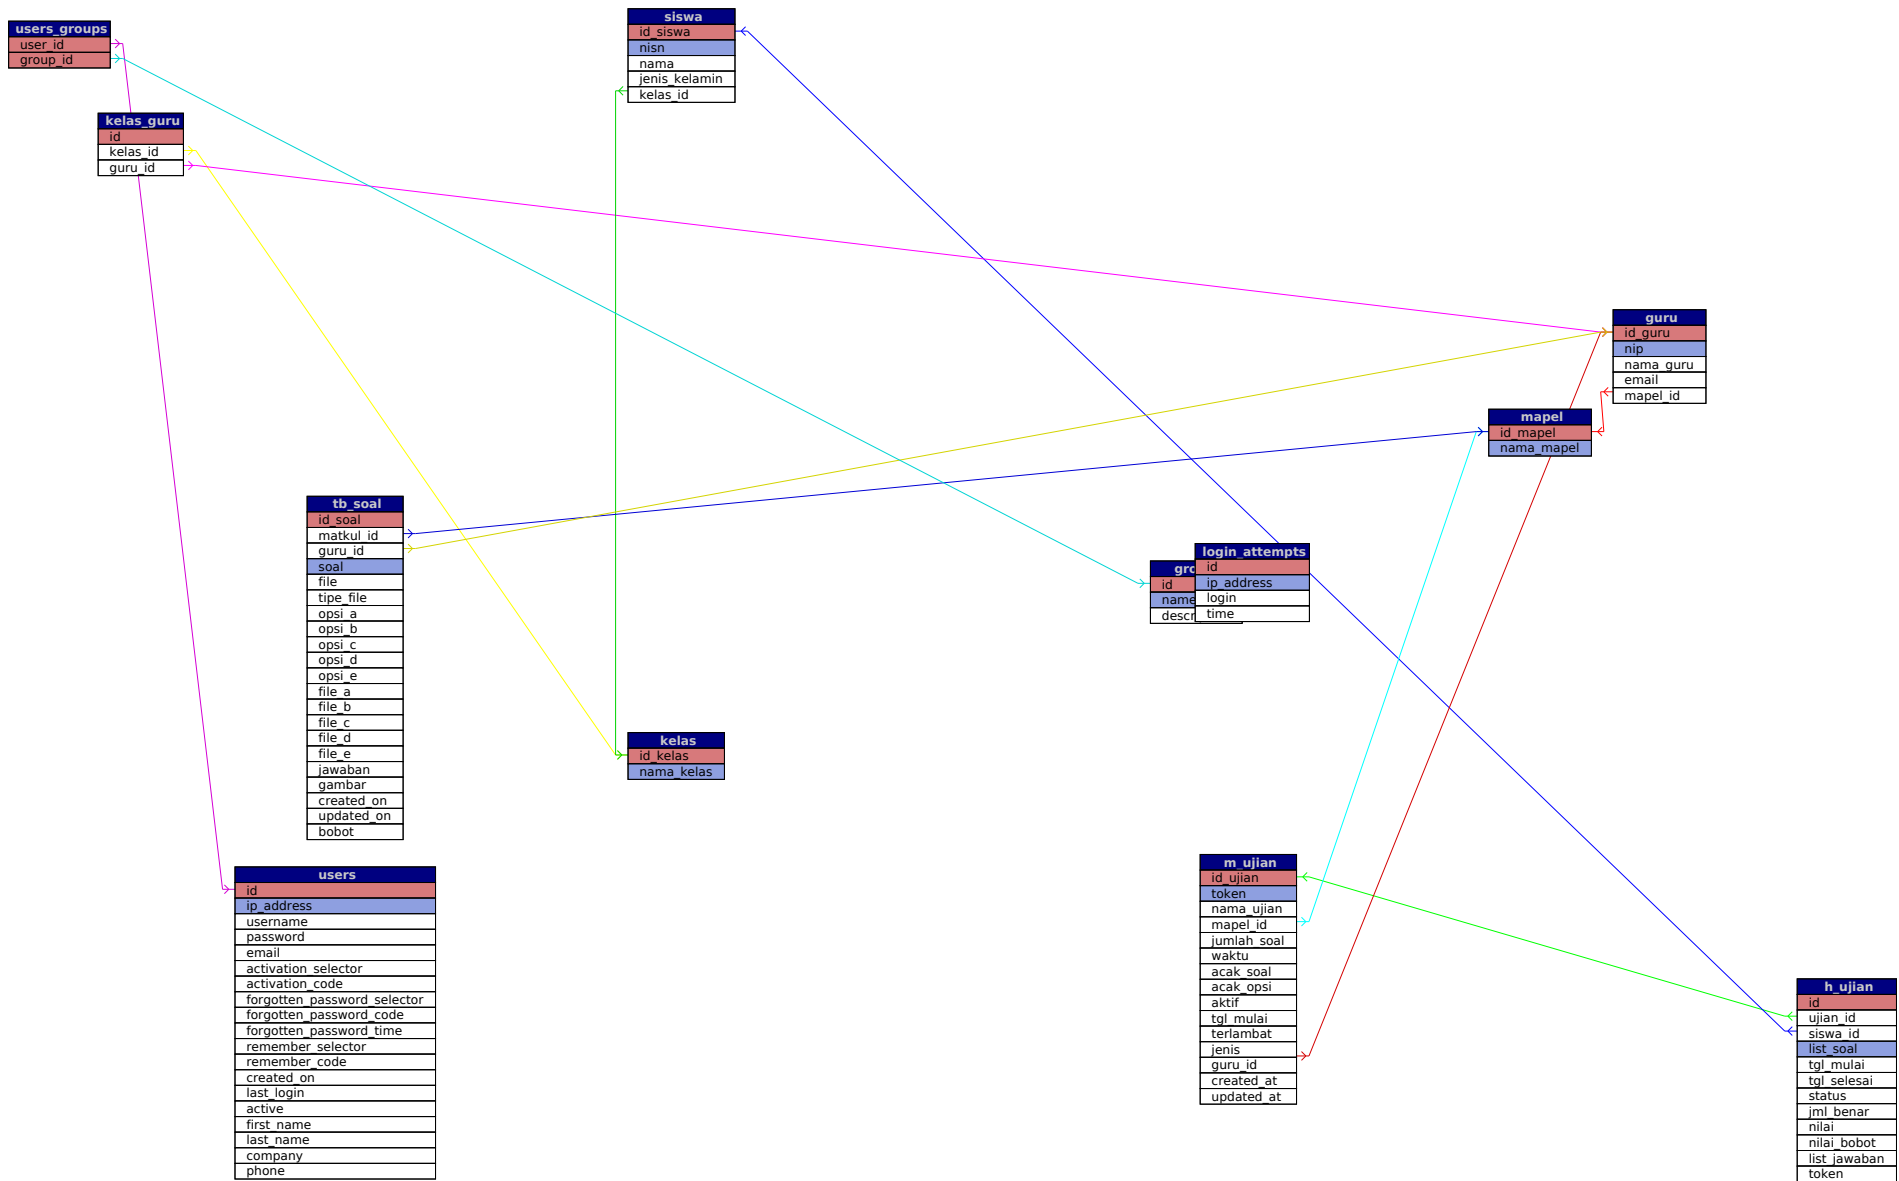 users_groups
user_id
group_id
siswa
id_siswa
nisn
nama
jenis_kelamin
kelas_id
kelas_guru
id
kelas_id
guru_id
guru
id_guru
nip
nama_guru
email
mapel_id
mapel
id_mapel
nama_mapel
tb_soal
id_soal
matkul_id
guru_id
soal
file
tipe_file
opsi_a
opsi_b
opsi_c
opsi_d
opsi_e
file_a
file_b
file_c
file_d
file_e
jawaban
gambar
created_on
updated_on
bobot
id
name
login_attempts
id
ip_address
login
time
kelas
id_kelas
nama_kelas
users
id
ip_address
username
password
email
activation_selector
activation_code
forgotten_password_selector
forgotten_password_code
forgotten_password_time
remember_selector
remember_code
created_on
last_login
active
first_name
last_name
company
phone
m_ujian
id_ujian
token
nama_ujian
mapel_id
jumlah_soal
waktu
acak_soal
acak_opsi
aktif
tgl_mulai
terlambat
jenis
guru_id
created_at
updated_at
h_ujian
id
ujian_id
siswa_id
list_soal
tgl_mulai
tgl_selesai
status
jml_benar
nilai
nilai_bobot
list_jawaban
token